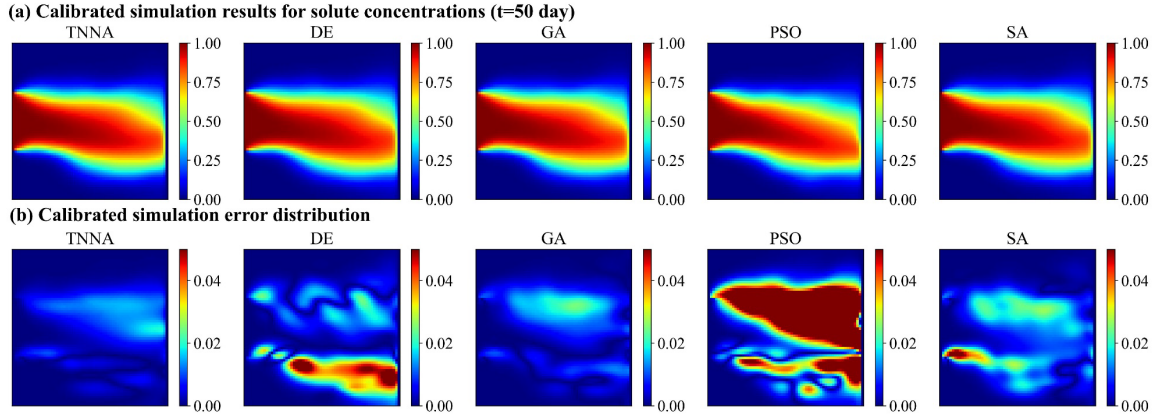 (a) Calibrated simulation results for solute concentrations (t=50 day)
TNNA DE GA PSO SA
1.00 1.00 1.00 1.00 1.00
0.75 0.75 0.75 0.75 0.75
0.50 0.50 0.50 0.50 0.50
0.25 0.25 0.25 0.25 0.25
0.00 0.00 0.00 0.00 0.00
(b) Calibrated simulation error distribution
TNNA DE GA PSO SA
0.04 0.04 0.04 0.04 0.04
0.02 0.02 0.02 0.02 0.02
0.00 0.00 0.00 0.00 0.00